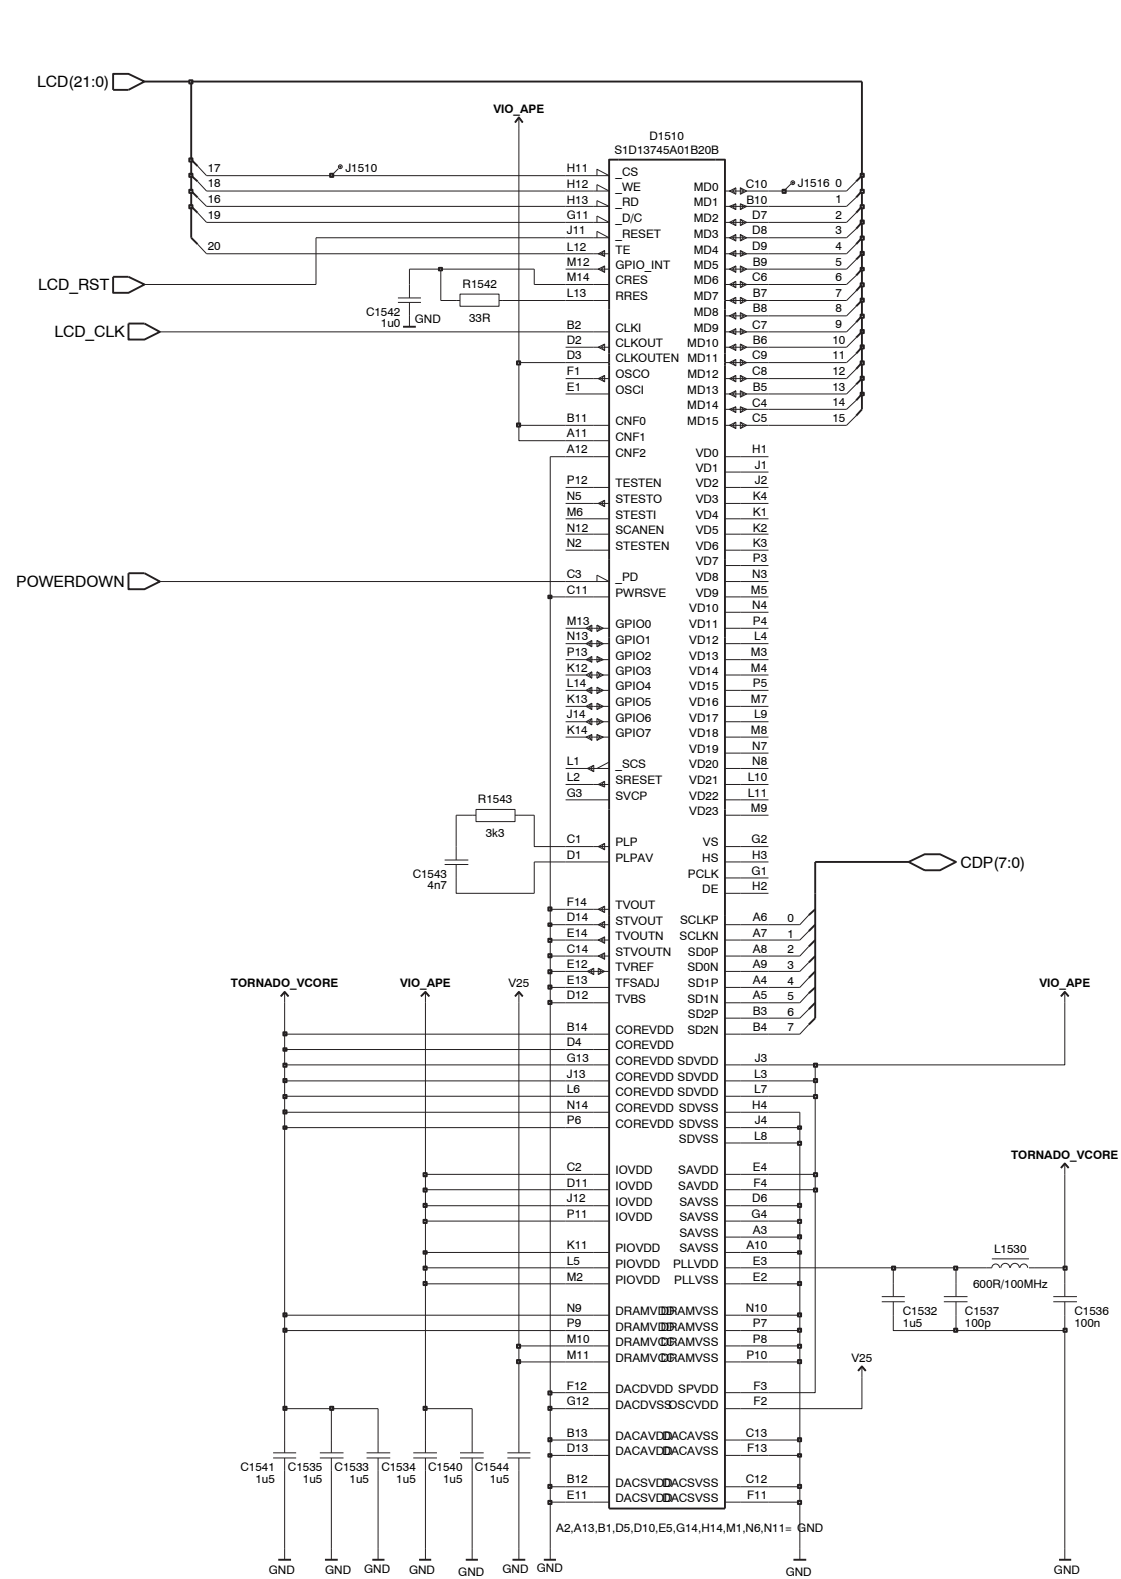 LCD(21:0)
VIO_APE
D1510
S1D13745A01B20B
17 J1510 H11 _CS
18 H12 _WE MD0 C10 J1516 0
16 H13 _RD MD1 B10 1
19 G11 _D/C MD2 D7 2
J11 _RESET MD3 D8 3
20 L12 TE MD4 D9 4
M12 GPIO_INT MD5 B9 5
LCD_RST M14 CRES MD6 C6 6
R1542 L13 RRES MD7 B7 7
C1542
1u0 GND 33R MD8 B8 8
LCD_CLK B2 CLKI MD9 C7 9
D2 CLKOUT MD10 B6 10
D3 CLKOUTEN MD11 C9 11
F1 OSCO MD12 C8 12
E1 OSCI MD13 B5 13
MD14 C4 14
B11 CNF0 MD15 C5 15
A11 CNF1
A12 CNF2 VD0 H1
VD1 J1
P12 TESTEN VD2 J2
N5 STESTO VD3 K4
M6 STESTI VD4 K1
N12 SCANEN VD5 K2
N2 STESTEN VD6 K3
VD7 P3
POWERDOWN C3 _PD VD8 N3
C11 PWRSVE VD9 M5
VD10 N4
M13 GPIO0 VD11 P4
N13 GPIO1 VD12 L4
P13 GPIO2 VD13 M3
K12 GPIO3 VD14 M4
L14 GPIO4 VD15 P5
K13 GPIO5 VD16 M7
J14 GPIO6 VD17 L9
K14 GPIO7 VD18 M8
VD19 N7
L1 _SCS VD20 N8
L2 SRESET VD21 L10
G3 SVCP VD22 L11
R1543 VD23 M9
3k3
C1 PLP VS G2
D1 PLPAV HS H3
C1543
4n7
PCLK G1
DE H2
CDP(7:0)
F14 TVOUT
D14 STVOUT SCLKP A6 0
E14 TVOUTN SCLKN A7 1
C14 STVOUTN SD0P A8 2
E12 TVREF SD0N A9 3
E13 TFSADJ SD1P A4 4
D12 TVBS SD1N A5 5
SD2P B3 6
TORNADO_VCORE VIO_APE V25 VIO_APE
B14 COREVDD SD2N B4 7
D4 COREVDD
G13 COREVDD SDVDD J3
J13 COREVDD SDVDD L3
L6 COREVDD SDVDD L7
N14 COREVDD SDVSS H4
P6 COREVDD SDVSS J4
SDVSS L8
TORNADO_VCORE
C2 IOVDD SAVDD E4
D11 IOVDD SAVDD F4
J12 IOVDD SAVSS D6
P11 IOVDD SAVSS G4
SAVSS A3
K11 PIOVDD SAVSS A10 L1530
L5 PIOVDD PLLVDD E3
M2 PIOVDD PLLVSS E2 600R/100MHz
N9 DRAMVDD DRAMVSS N10 C1532 C1537 C1536
P9 DRAMVDD DRAMVSS P7 1u5 100p 100n
M10 DRAMVCC DRAMVSS P8
M11 DRAMVCC DRAMVSS P10
V25
F12 DACDVDD SPVDD F3
G12 DACDVSS OSCVDD F2
B13 DACAVDD DACAVSS C13
D13 DACAVDD DACAVSS F13
C1541 C1535 C1533 C1534 C1540 C1544
1u5 1u5 1u5 1u5 1u5 1u5
B12 DACSVDD DACSVSS C12
E11 DACSVDD DACSVSS F11
A2,A13,B1,D5,D10,E5,G14,H14,M1,N6,N11= GND
GND GND GND GND GND GND GND GND GND